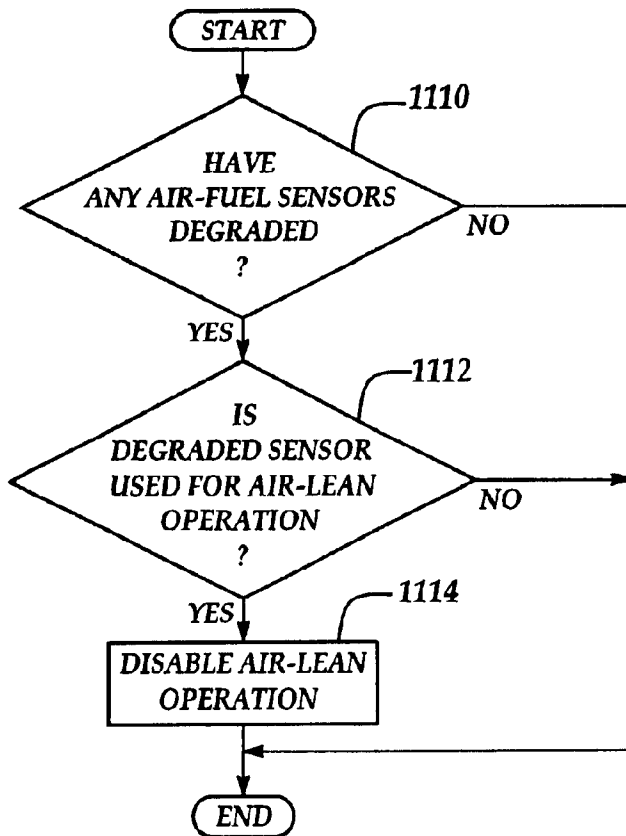 START
1110
HAVE
ANY AIR-FUEL SENSORS
DEGRADED
?
NO
YES
1112
IS
DEGRADED SENSOR
USED FOR AIR-LEAN
OPERATION
?
NO
YES
1114
DISABLE AIR-LEAN
OPERATION
END